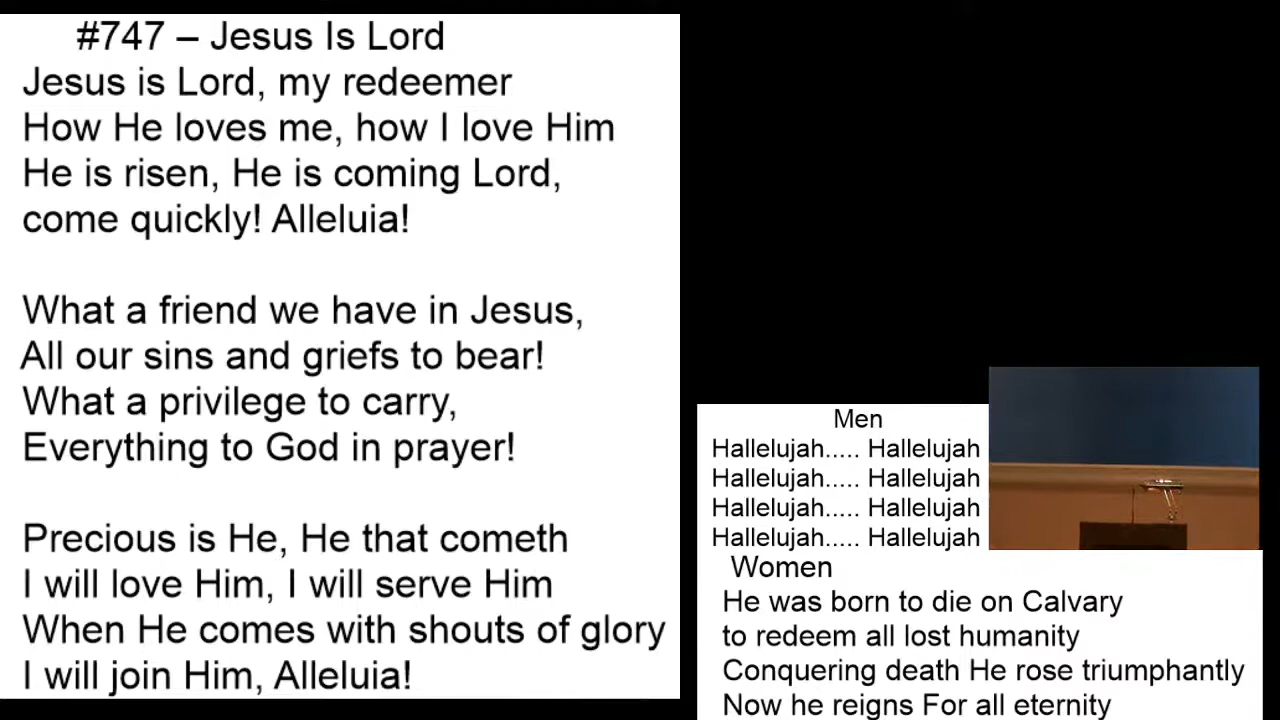 #747 – Jesus Is Lord
Jesus is Lord, my redeemer
How He loves me, how I love Him
He is risen, He is coming Lord,
come quickly! Alleluia!
What a friend we have in Jesus,
All our sins and griefs to bear!
What a privilege to carry,
Everything to God in prayer!
Precious is He, He that cometh
I will love Him, I will serve Him
When He comes with shouts of glory
I will join Him, Alleluia!
Men
Hallelujah..... Hallelujah
Hallelujah..... Hallelujah
Hallelujah..... Hallelujah
Hallelujah..... Hallelujah
Women
He was born to die on Calvary
to redeem all lost humanity
Conquering death He rose triumphantly
Now he reigns For all eternity